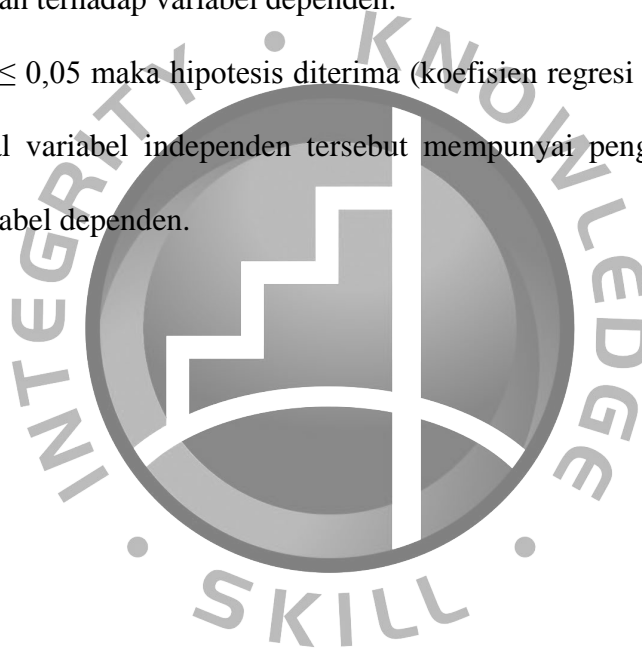 an terhadap variabel dependen.
≤ 0,05 maka hipotesis diterima (koefisien regresi
l variabel independen tersebut mempunyai peng
abel dependen.
INTEGRITY • KNOWLEDGE • SKILL •